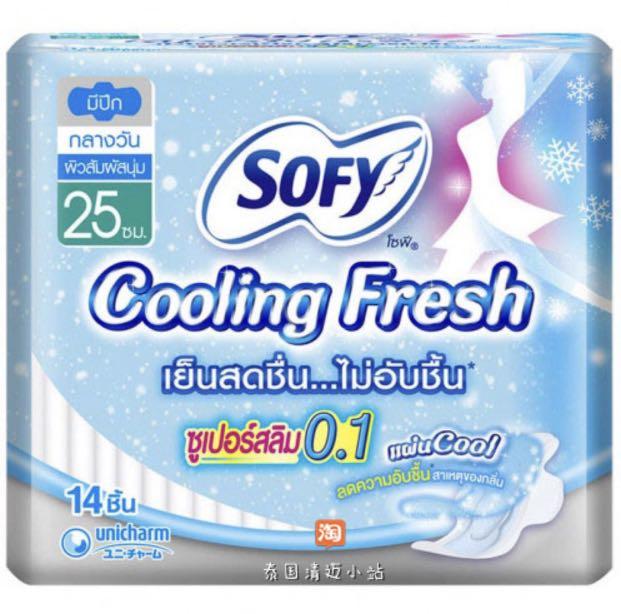 มีปีก
กลางวัน
ผิวสัมผัสนุ่ม
25 ซม.
SOFY
โซฟี®
Cooling Fresh
เย็นสดชื่น...ไม่อับชื้น*
ซูเปอร์สลิม 0.1
แผ่นCool
ลดความอับชื้น*สาเหตุของกลิ่น
14 ชิ้น
unicharm
ユニ・チャーム
淘
泰国清迈小站